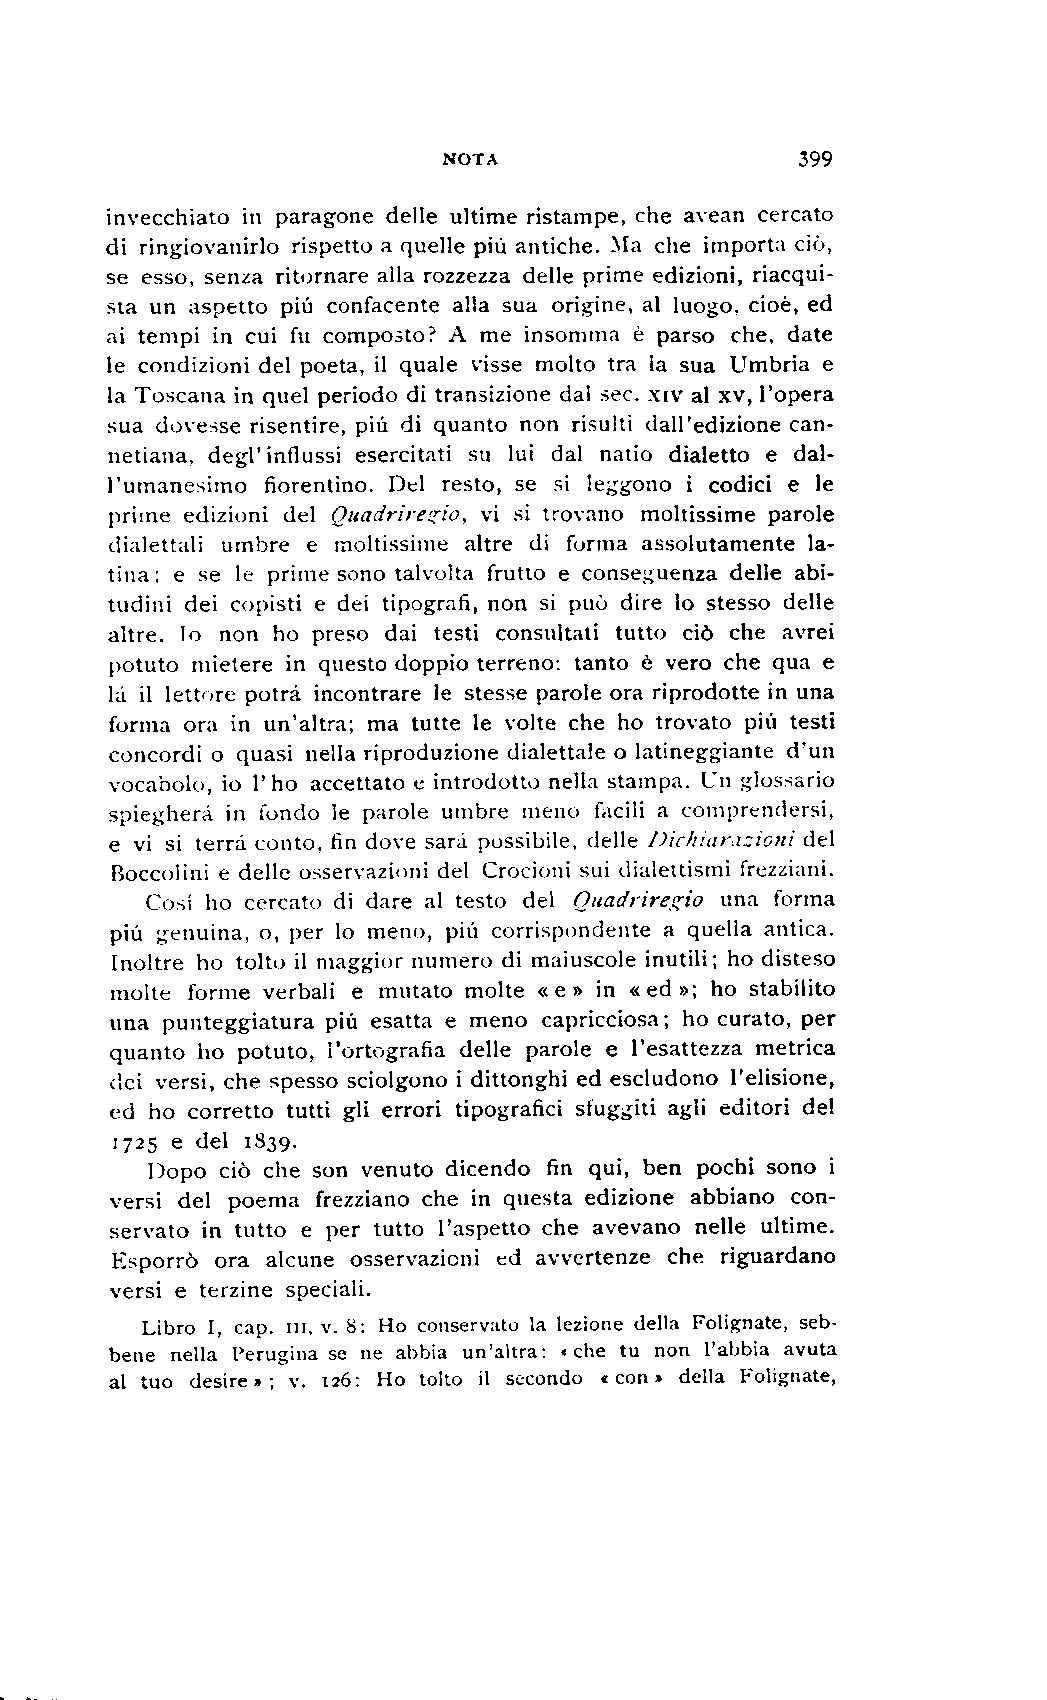 NOTA 399
invecchiato in paragone delle ultime ristampe, che avean cercato
di ringiovanirlo rispetto a quelle piú antiche. Ma che importa ciò,
se esso, senza ritornare alla rozzezza delle prime edizioni, riacqui-
sta un aspetto piú confacente alla sua origine, al luogo, cioè, ed
ai tempi in cui fu composto? A me insomma è parso che, date
le condizioni del poeta, il quale visse molto tra la sua Umbria e
la Toscana in quel periodo di transizione dal sec. XIV al XV, l'opera
sua dovesse risentire, piú di quanto non risulti dall'edizione can-
netiana, degl'influssi esercitati su lui dal natio dialetto e dal-
l'umanesimo fiorentino. Del resto, se si leggono i codici e le
prime edizioni del Quadriregio, vi si trovano moltissime parole
dialettali umbre e moltissime altre di forma assolutamente la-
tina; e se le prime sono talvolta frutto e conseguenza delle abi-
tudini dei copisti e dei tipografi, non si può dire lo stesso delle
altre. Io non ho preso dai testi consultati tutto ciò che avrei
potuto mietere in questo doppio terreno: tanto è vero che qua e
lá il lettore potrá incontrare le stesse parole ora riprodotte in una
forma ora in un'altra; ma tutte le volte che ho trovato piú testi
concordi o quasi nella riproduzione dialettale o latineggiante d'un
vocabolo, io l'ho accettato e introdotto nella stampa. Un glossario
spiegherá in fondo le parole umbre meno facili a comprendersi,
e vi si terrá conto, fin dove sará possibile, delle Dichiarazioni del
Boccolini e delle osservazioni del Crocioni sui dialettismi frezziani.
Cosí ho cercato di dare al testo del Quadriregio una forma
piú genuina, o, per lo meno, piú corrispondente a quella antica.
Inoltre ho tolto il maggior numero di maiuscole inutili; ho disteso
molte forme verbali e mutato molte « e » in « ed »; ho stabilito
una punteggiatura piú esatta e meno capricciosa; ho curato, per
quanto ho potuto, l'ortografia delle parole e l'esattezza metrica
dei versi, che spesso sciolgono i dittonghi ed escludono l'elisione,
ed ho corretto tutti gli errori tipografici sfuggiti agli editori del
1725 e del 1839.
Dopo ciò che son venuto dicendo fin qui, ben pochi sono i
versi del poema frezziano che in questa edizione abbiano con-
servato in tutto e per tutto l'aspetto che avevano nelle ultime.
Esporrò ora alcune osservazioni ed avvertenze che riguardano
versi e terzine speciali.
Libro I, cap. III, v. 8: Ho conservato la lezione della Folignate, seb-
bene nella Perugina se ne abbia un'altra: « che tu non l'abbia avuta
al tuo desire »; v. 126: Ho tolto il secondo « con » della Folignate,